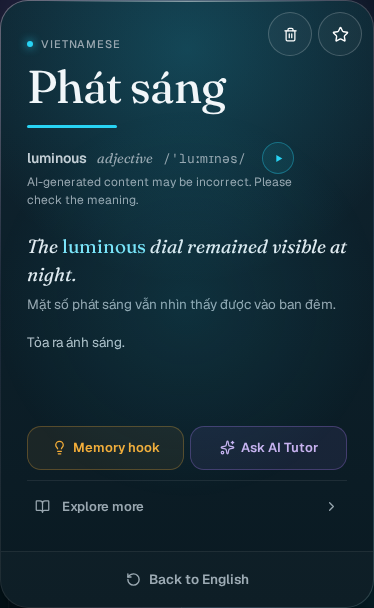 VIETNAMESE
Phát sáng
luminous adjective /ˈluːmɪnəs/
AI-generated content may be incorrect. Please
check the meaning.
The luminous dial remained visible at
night.
Mặt số phát sáng vẫn nhìn thấy được vào ban đêm.
Tỏa ra ánh sáng.
Memory hook
Ask AI Tutor
Explore more
Back to English